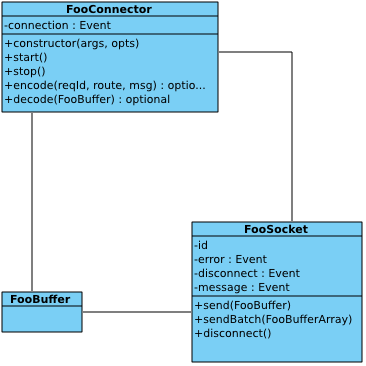 FooConnector
-connection : Event
+constructor(args, opts)
+start()
+stop()
+encode(reqId, route, msg) : optio...
+decode(FooBuffer) : optional
FooSocket
-id
-error : Event
-disconnect : Event
-message : Event
+send(FooBuffer)
+sendBatch(FooBufferArray)
+disconnect()
FooBuffer